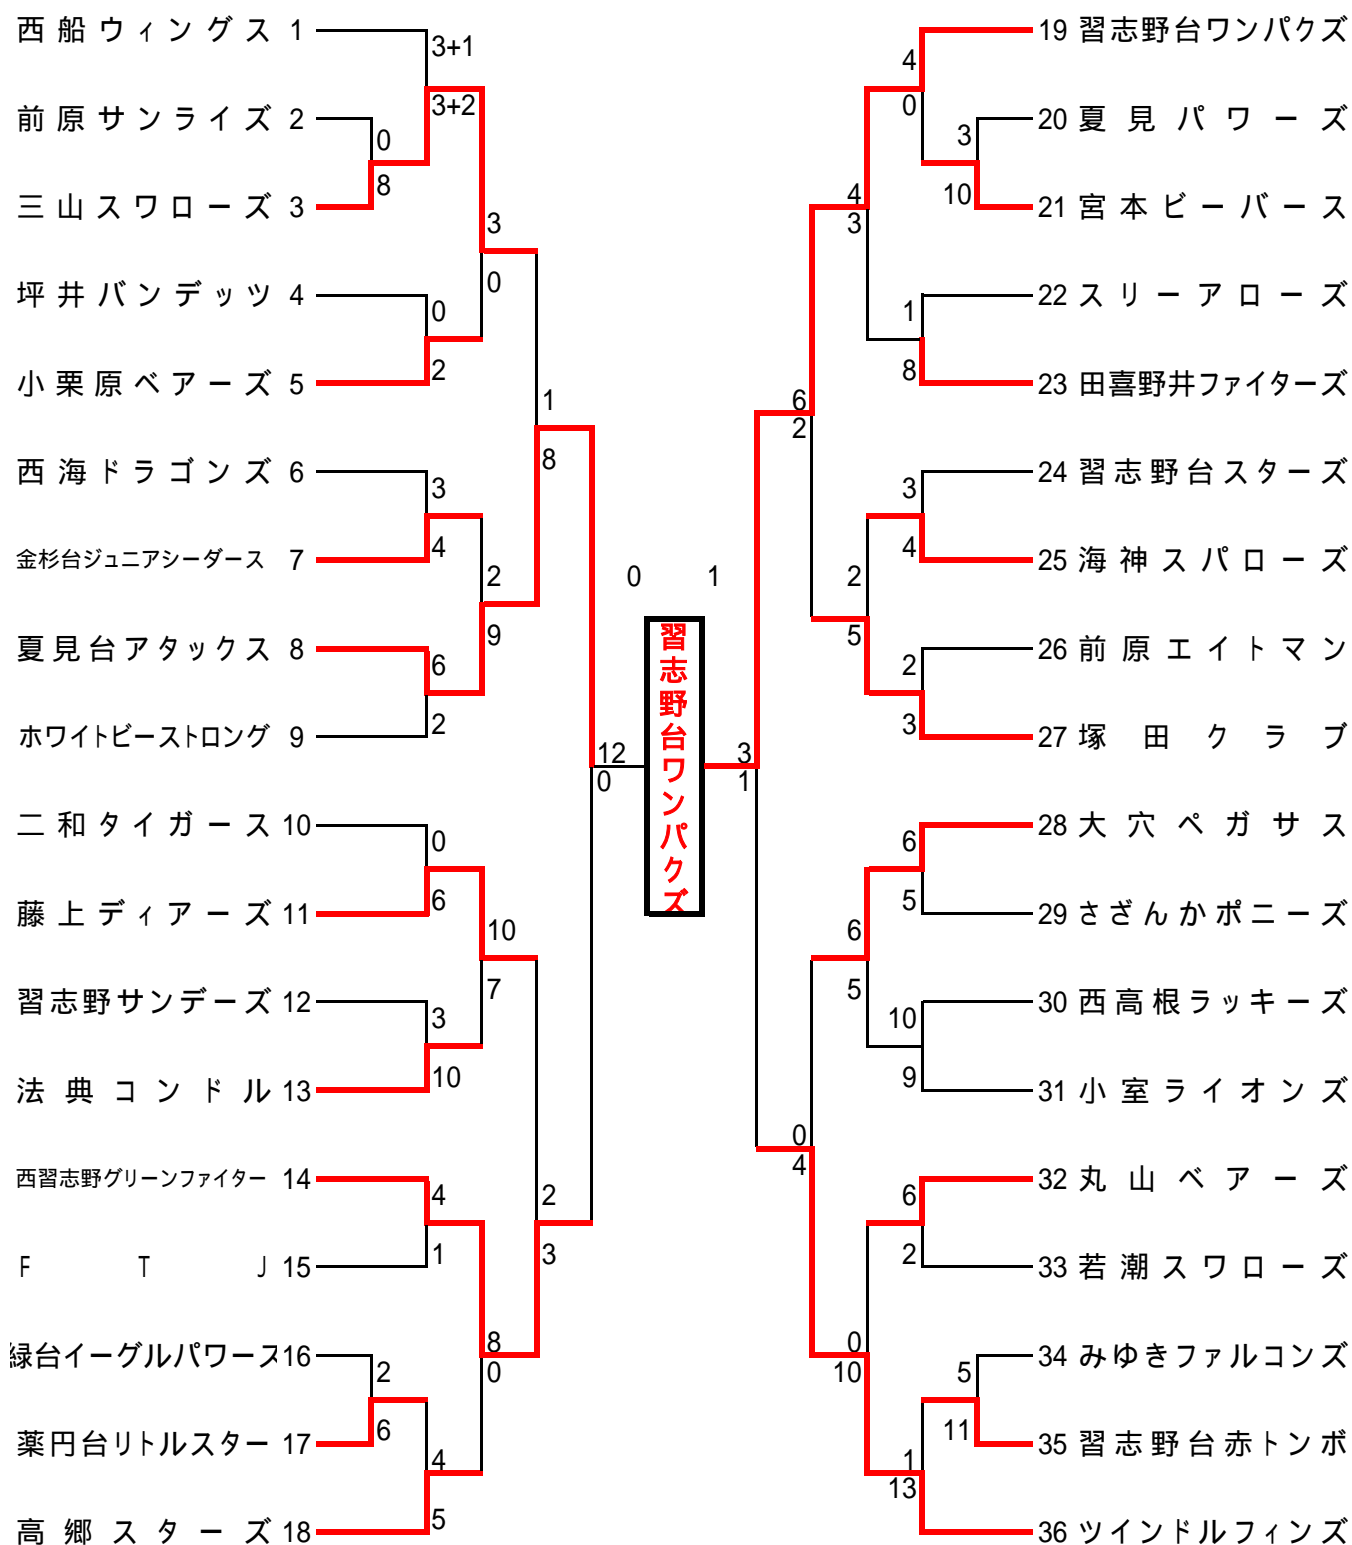 西船ウィングス 1
前原サンライズ 2
三山スワローズ 3
坪井バンデッツ 4
小栗原ベアーズ 5
西海ドラゴンズ 6
金杉台ジュニアシーダース 7
夏見台アタックス 8
ホワイトビーストロング 9
二和タイガース 10
藤上ディアーズ 11
習志野サンデーズ 12
法典コンドル 13
西習志野グリーンファイター 14
F T J 15
緑台イーグルパワース 16
薬円台リトルスター 17
高郷スターズ 18
0
8
2
6
3+1
3+2
0
2
3
4
6
2
0
6
3
10
4
1
4
5
3
0
2
9
10
7
8
0
1
8
2
3
12
0
0 1
習志野台ワンパクズ
3
1
6
2
0
4
4
3
2
5
6
5
0
10
4
0
1
8
3
4
2
3
6
5
10
9
6
2
1
13
3
10
5
11
19 習志野台ワンパクズ
20 夏見パワーズ
21 宮本ビーバース
22 スリーアローズ
23 田喜野井ファイターズ
24 習志野台スターズ
25 海神スパローズ
26 前原エイトマン
27 塚田クラブ
28 大穴ペガサス
29 さざんかポニーズ
30 西高根ラッキーズ
31 小室ライオンズ
32 丸山ベアーズ
33 若潮スワローズ
34 みゆきファルコンズ
35 習志野台赤トンボ
36 ツインドルフィンズ